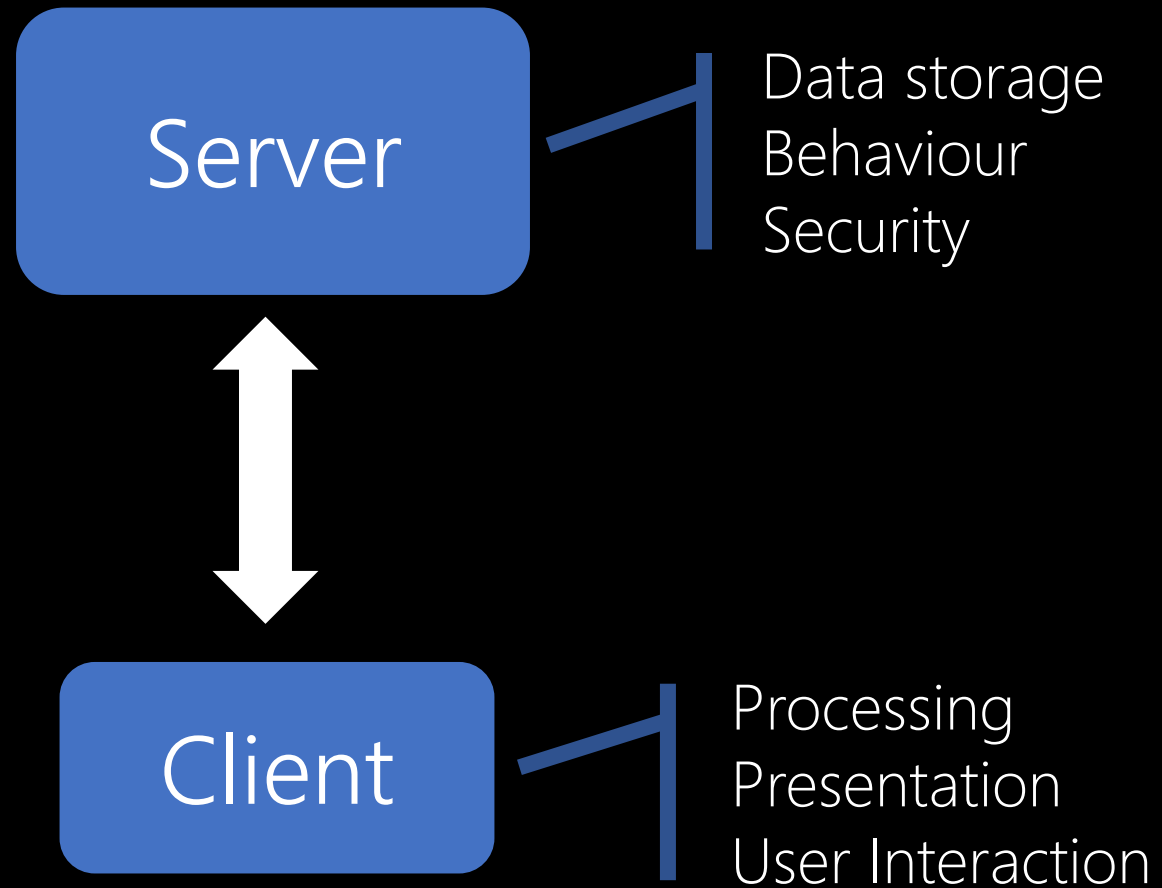 Server
Data storage
Behaviour
Security
Client
Processing
Presentation
User Interaction